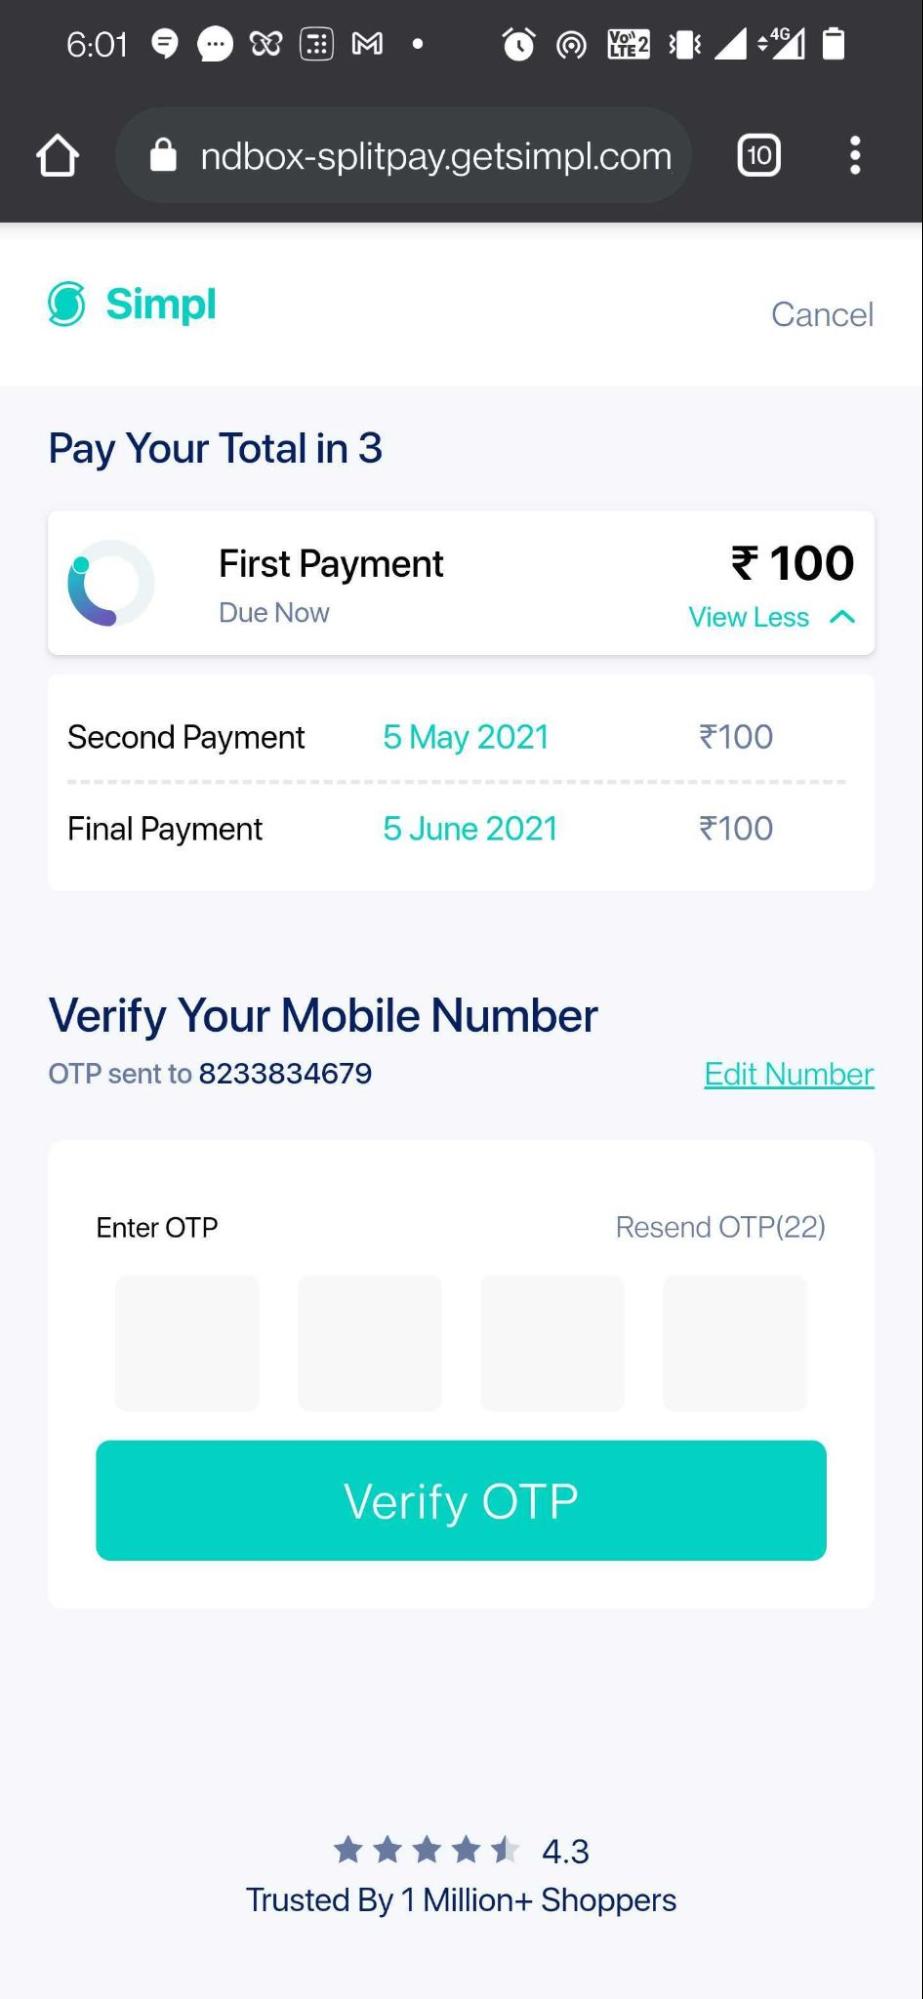 6:01
Vo)) LTE2
4G
ndbox-splitpay.getsimpl.com
10
Simpl
Cancel
Pay Your Total in 3
First Payment
₹ 100
Due Now
View Less
Second Payment 5 May 2021 ₹100
Final Payment 5 June 2021 ₹100
Verify Your Mobile Number
OTP sent to 8233834679
Edit Number
Enter OTP
Resend OTP(22)
Verify OTP
4.3
Trusted By 1 Million+ Shoppers